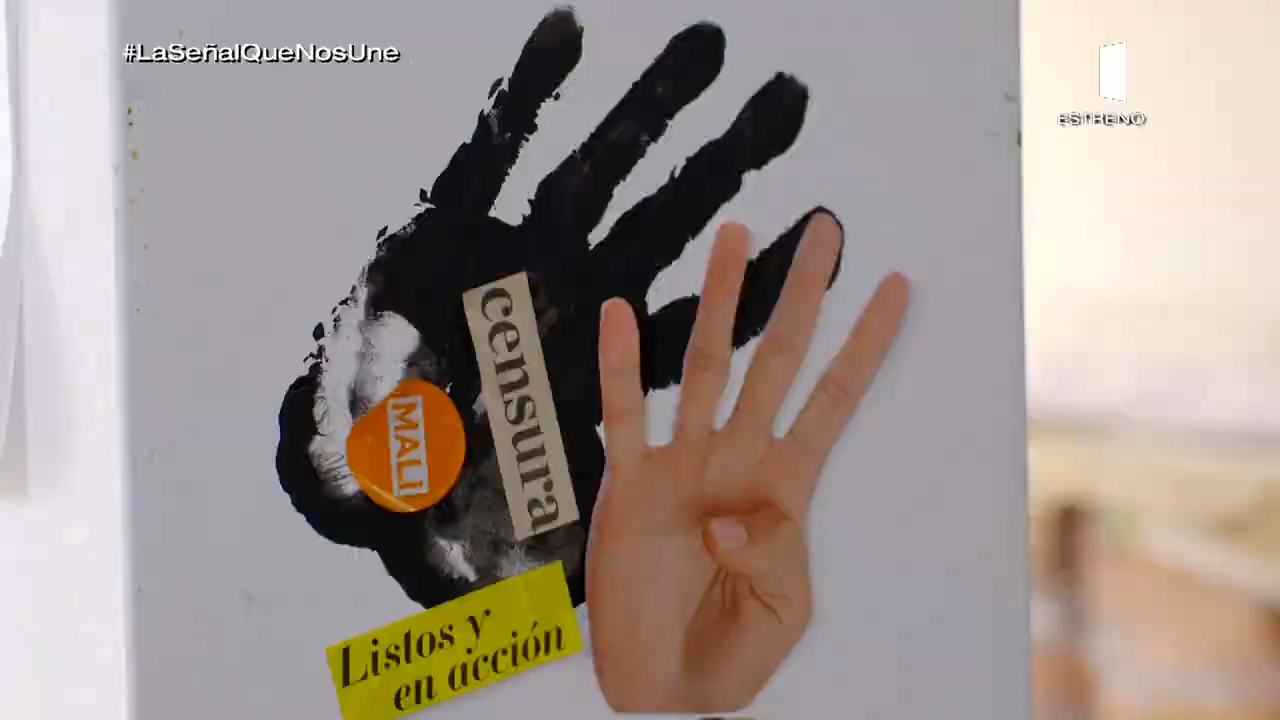 #LaSeñalQueNosUne
ESTRENO
censura
MALI
Listos y
en acción